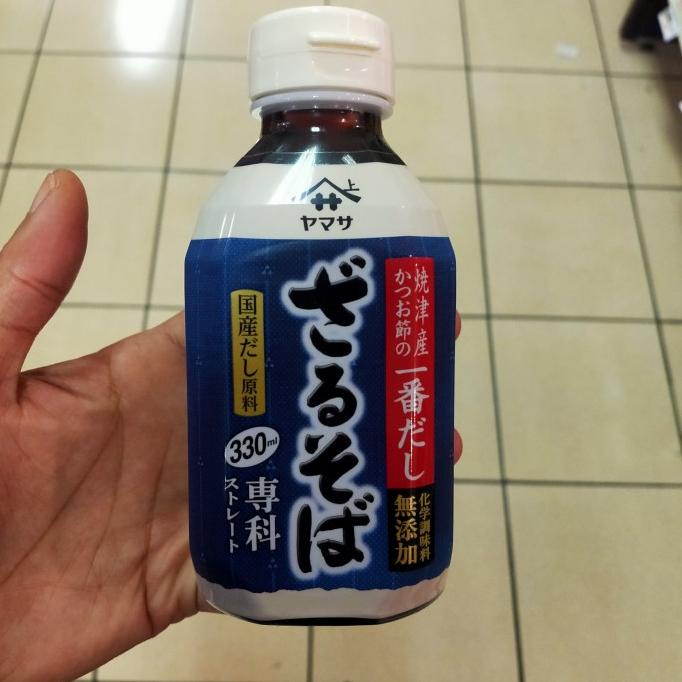 上
ヤマサ
焼津産
かつお節の
一番だし
化学調味料
無添加
ざるそば
国産だし原料
330ml
専科
ストレート